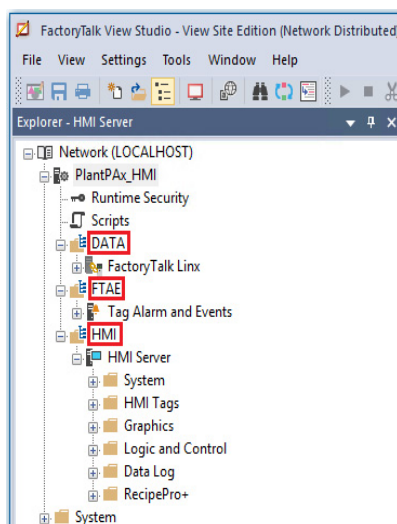 FactoryTalk View Studio - View Site Edition (Network Distributed)
File View Settings Tools Window Help
Explorer - HMI Server
Network (LOCALHOST)
PlantPAx_HMI
Runtime Security
Scripts
DATA
FactoryTalk Linx
FTAE
Tag Alarm and Events
HMI
HMI Server
System
HMI Tags
Graphics
Logic and Control
Data Log
RecipePro+
System